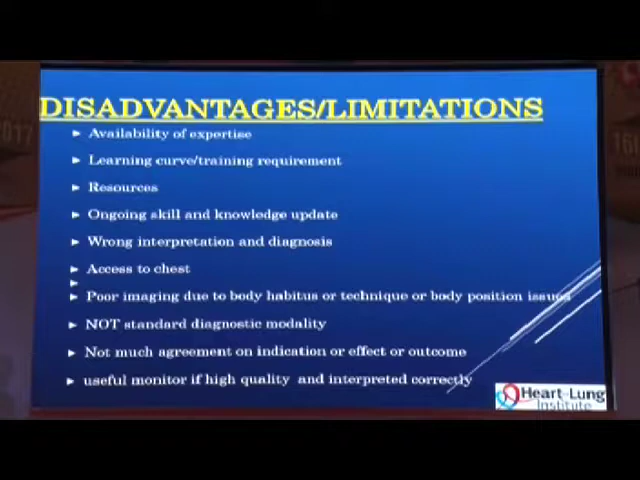 DISADVANTAGES/LIMITATIONS
Availability of expertise
Learning curve/training requirement
Resources
Ongoing skill and knowledge update
Wrong interpretation and diagnosis
Access to chest
Poor imaging due to body habitus or technique or body position issues
NOT standard diagnostic modality
Not much agreement on indication or effect or outcome
useful monitor if high quality and interpreted correctly
Heart-Lung
Institute
2017